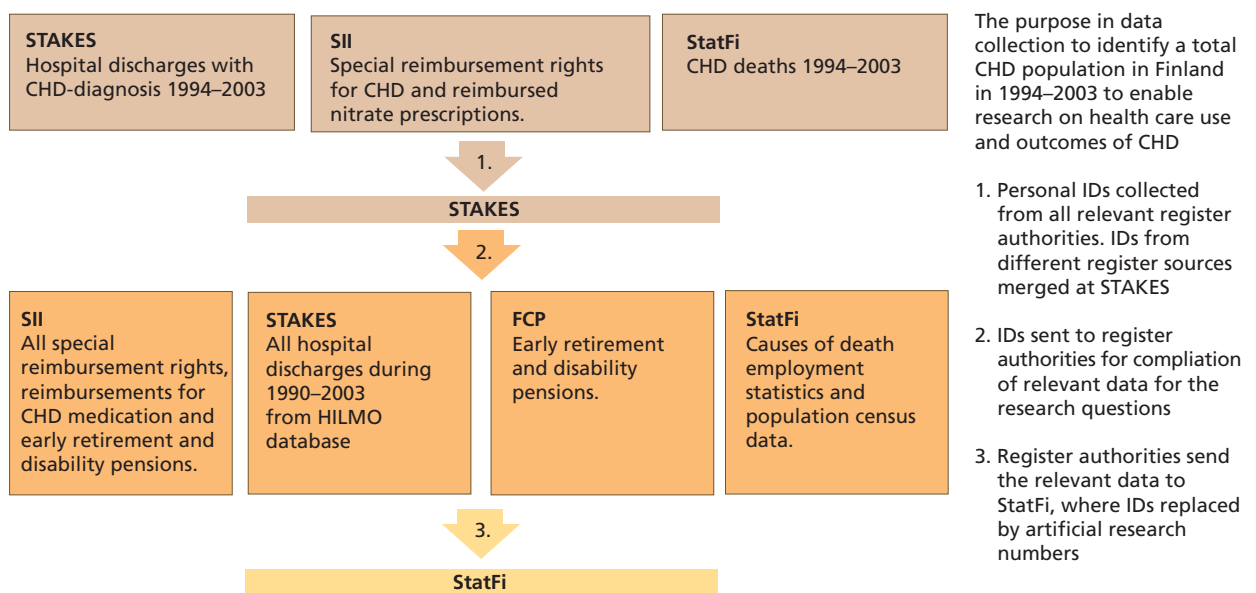 STAKES
Hospital discharges with
CHD-diagnosis 1994–2003
SII
Special reimbursement rights
for CHD and reimbursed
nitrate prescriptions.
StatFi
CHD deaths 1994–2003
1.
STAKES
2.
SII
All special
reimbursement rights,
reimbursements for
CHD medication and
early retirement and
disability pensions.
STAKES
All hospital
discharges during
1990–2003
from HILMO
database
FCP
Early retirement
and disability
pensions.
StatFi
Causes of death
employment
statistics and
population census
data.
3.
StatFi
The purpose in data
collection to identify a total
CHD population in Finland
in 1994–2003 to enable
research on health care use
and outcomes of CHD
1. Personal IDs collected
from all relevant register
authorities. IDs from
different register sources
merged at STAKES
2. IDs sent to register
authorities for compliation
of relevant data for the
research questions
3. Register authorities send
the relevant data to
StatFi, where IDs replaced
by artificial research
numbers